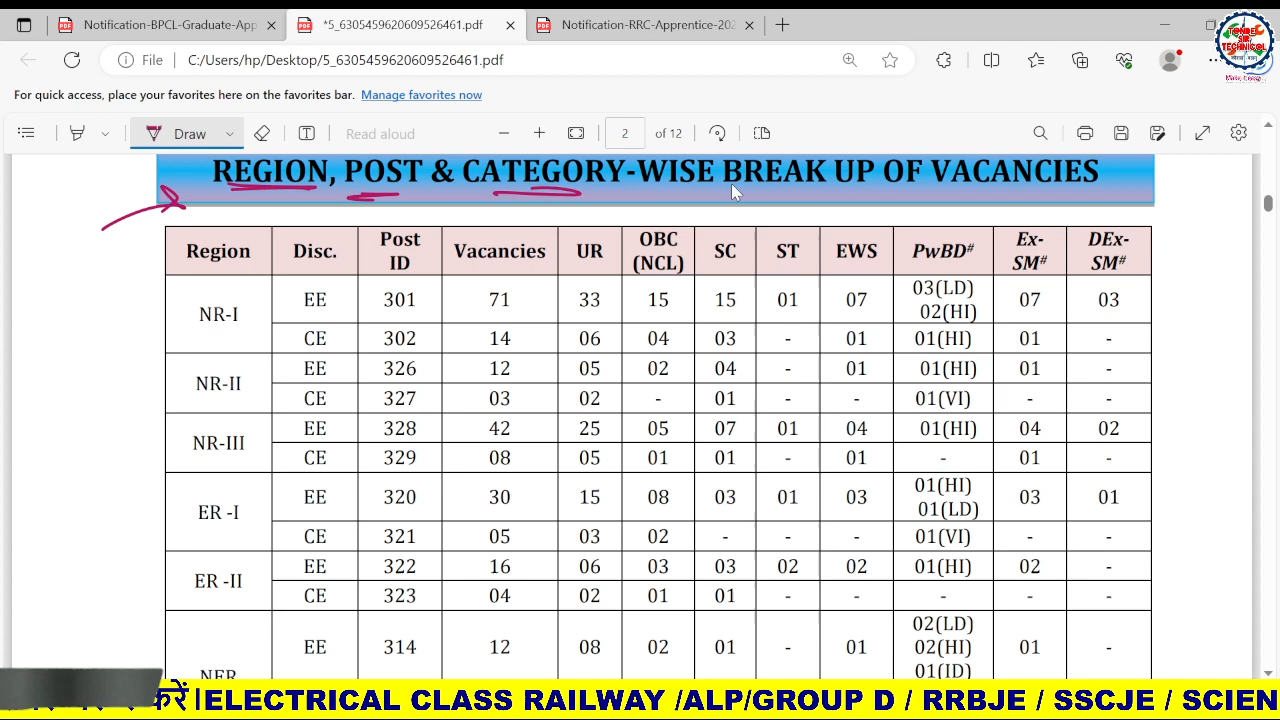 Notification-BPCL-Graduate-App
*5_6305459620609526461.pdf
Notification-RRC-Apprentice-202
File
C:/Users/hp/Desktop/5_6305459620609526461.pdf
For quick access, place your favorites here on the favorites bar. Manage favorites now
Draw
Read aloud
2 of 12
REGION, POST & CATEGORY-WISE BREAK UP OF VACANCIES
Region Disc. Post ID Vacancies UR OBC (NCL) SC ST EWS PwBD# Ex-SM# DEx-SM#
NR-I EE 301 71 33 15 15 01 07 03(LD) 02(HI) 07 03
CE 302 14 06 04 03 - 01 01(HI) 01 -
NR-II EE 326 12 05 02 04 - 01 01(HI) 01 -
CE 327 03 02 - 01 - - 01(VI) - -
NR-III EE 328 42 25 05 07 01 04 01(HI) 04 02
CE 329 08 05 01 01 - 01 - 01 -
ER -I EE 320 30 15 08 03 01 03 01(HI) 01(LD) 03 01
CE 321 05 03 02 - - - 01(VI) - -
ER -II EE 322 16 06 03 03 02 02 01(HI) 02 -
CE 323 04 02 01 01 - - - - -
NER EE 314 12 08 02 01 - 01 02(LD) 02(HI) 01(ID) 01 -
करें।ELECTRICAL CLASS RAILWAY /ALP/GROUP D / RRBJE / SSCJE / SCIEN
TONDE SIR TECHNICAL